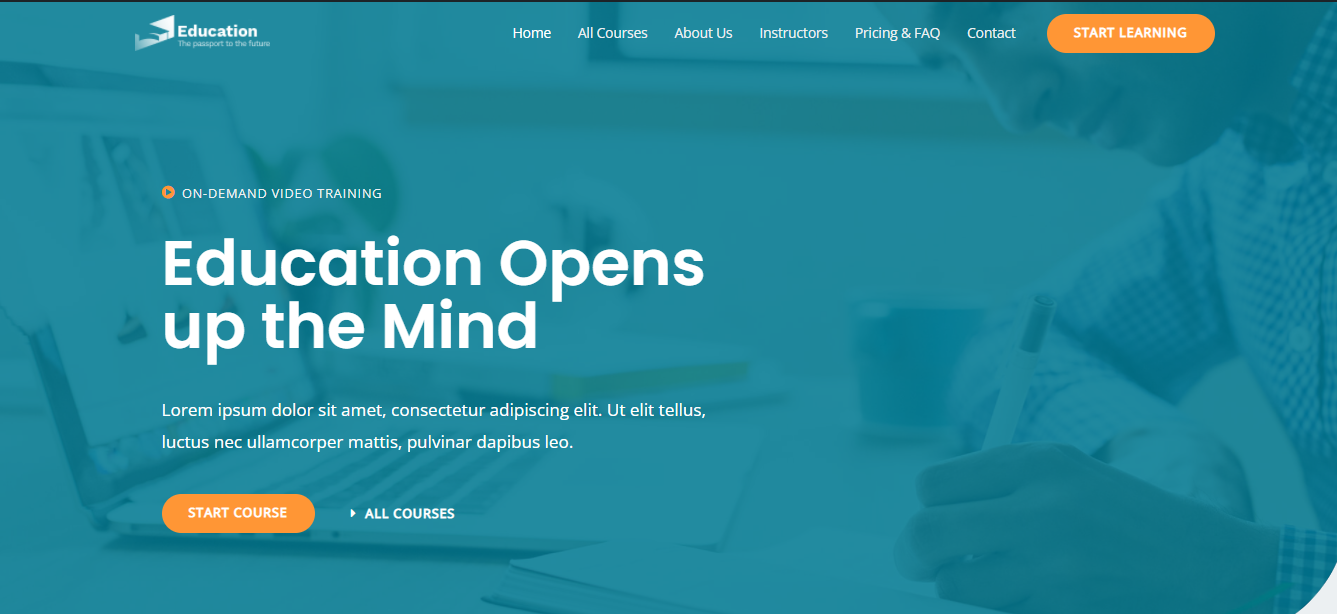 Education
The passport to the future
Home All Courses About Us Instructors Pricing & FAQ Contact START LEARNING
ON-DEMAND VIDEO TRAINING
Education Opens
up the Mind
Lorem ipsum dolor sit amet, consectetur adipiscing elit. Ut elit tellus,
luctus nec ullamcorper mattis, pulvinar dapibus leo.
START COURSE ALL COURSES